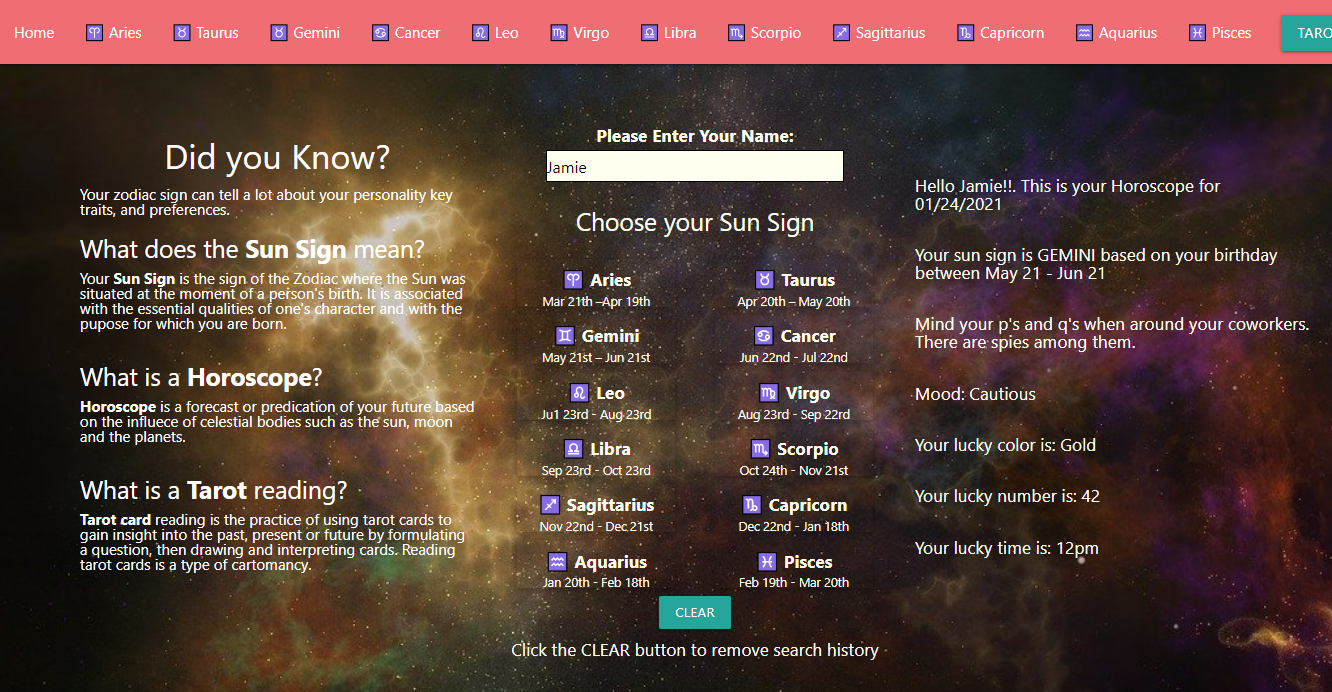 Home ♈ Aries ♉ Taurus ♉ Gemini ♋ Cancer ♌ Leo ♍ Virgo ♎ Libra ♏ Scorpio ♐ Sagittarius ♑ Capricorn ♒ Aquarius ♓ Pisces TARO
Did you Know?
Your zodiac sign can tell a lot about your personality key
traits, and preferences.
What does the Sun Sign mean?
Your Sun Sign is the sign of the Zodiac where the Sun was
situated at the moment of a person's birth. It is associated
with the essential qualities of one's character and with the
pupose for which you are born.
What is a Horoscope?
Horoscope is a forecast or predication of your future based
on the influece of celestial bodies such as the sun, moon
and the planets.
What is a Tarot reading?
Tarot card reading is the practice of using tarot cards to
gain insight into the past, present or future by formulating
a question, then drawing and interpreting cards. Reading
tarot cards is a type of cartomancy.
Please Enter Your Name:
Jamie
Choose your Sun Sign
♈ Aries ♉ Taurus
Mar 21th –Apr 19th Apr 20th – May 20th
♊ Gemini ♋ Cancer
May 21st – Jun 21st Jun 22nd - Jul 22nd
♌ Leo ♍ Virgo
Ju1 23rd - Aug 23rd Aug 23rd - Sep 22rd
♎ Libra ♏ Scorpio
Sep 23rd - Oct 23rd Oct 24th - Nov 21st
♐ Sagittarius ♑ Capricorn
Nov 22nd - Dec 21st Dec 22nd - Jan 18th
♒ Aquarius ♓ Pisces
Jan 20th - Feb 18th Feb 19th - Mar 20th
CLEAR
Click the CLEAR button to remove search history
Hello Jamie!!. This is your Horoscope for
01/24/2021
Your sun sign is GEMINI based on your birthday
between May 21 - Jun 21
Mind your p's and q's when around your coworkers.
There are spies among them.
Mood: Cautious
Your lucky color is: Gold
Your lucky number is: 42
Your lucky time is: 12pm